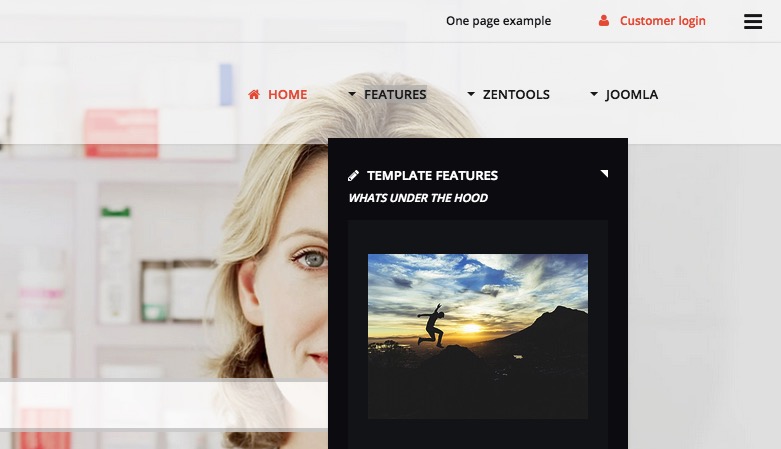 One page example Customer login
HOME FEATURES ZENTOOLS JOOMLA
TEMPLATE FEATURES
WHATS UNDER THE HOOD